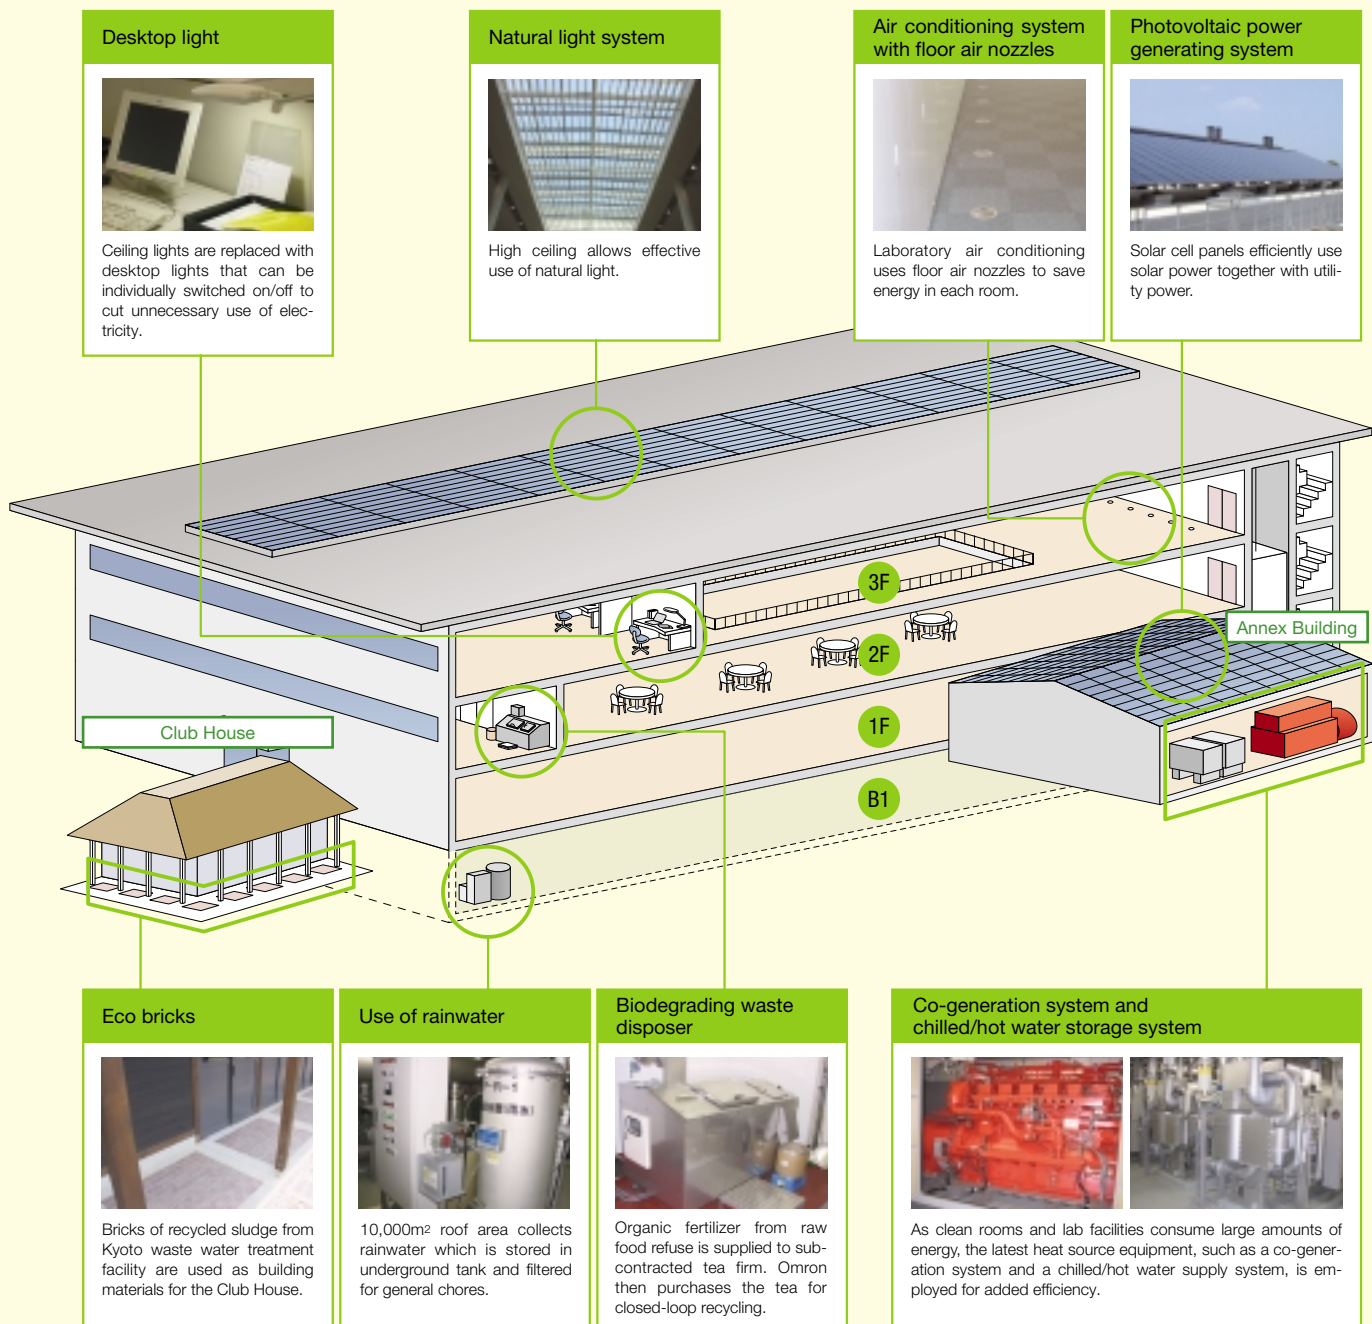 Desktop light
Ceiling lights are replaced with
desktop lights that can be
individually switched on/off to
cut unnecessary use of elec-
tricity.
Natural light system
High ceiling allows effective
use of natural light.
Air conditioning system
with floor air nozzles
Laboratory air conditioning
uses floor air nozzles to save
energy in each room.
Photovoltaic power
generating system
Solar cell panels efficiently use
solar power together with utili-
ty power.
3F
2F
1F
B1
Annex Building
Club House
Eco bricks
Bricks of recycled sludge from
Kyoto waste water treatment
facility are used as building
materials for the Club House.
Use of rainwater
10,000m2 roof area collects
rainwater which is stored in
underground tank and filtered
for general chores.
Biodegrading waste
disposer
Organic fertilizer from raw
food refuse is supplied to sub-
contracted tea firm. Omron
then purchases the tea for
closed-loop recycling.
Co-generation system and
chilled/hot water storage system
As clean rooms and lab facilities consume large amounts of
energy, the latest heat source equipment, such as a co-gener-
ation system and a chilled/hot water supply system, is em-
ployed for added efficiency.